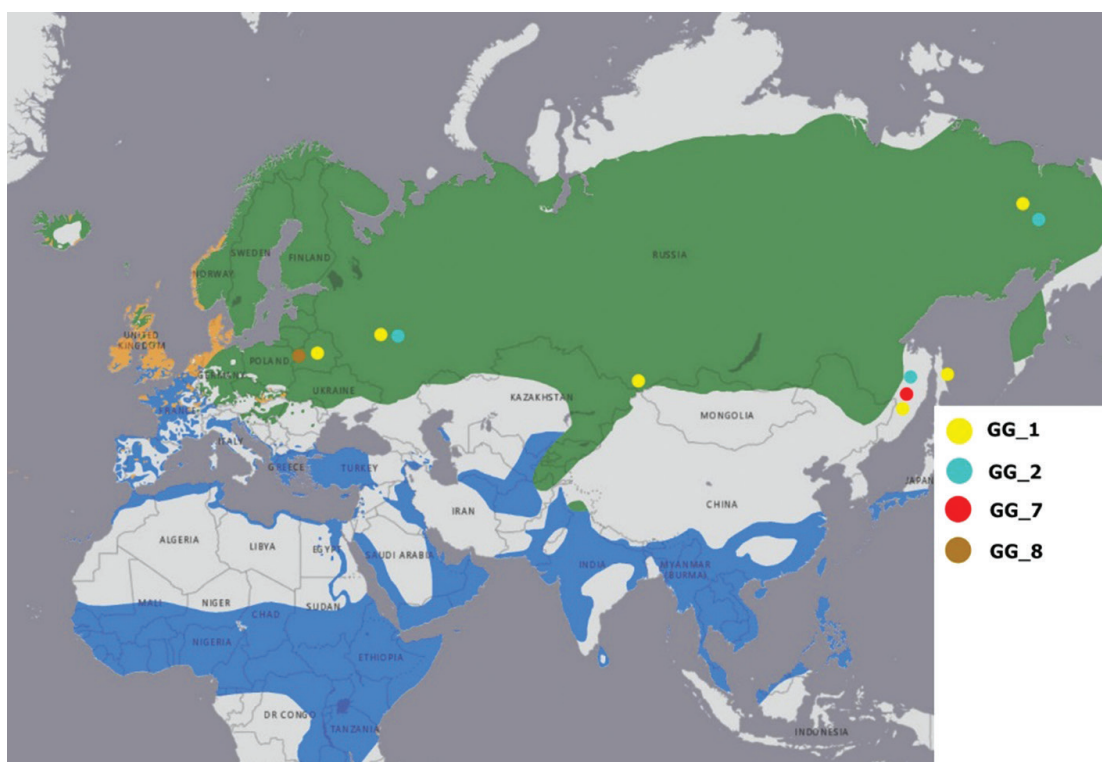 SWEDEN
FINLAND
NORWAY
RUSSIA
UNITED
KINGDOM
POLAND
GERMANY
UKRAINE
FRANCE
KAZAKHSTAN
MONGOLIA
ITALY
GREECE
TURKEY
JAPAN
CHINA
IRAN
ALGERIA
LIBYA
EGYPT
SAUDI ARABIA
INDIA
MYANMAR
(BURMA)
MALI
NIGER
CHAD
SUDAN
NIGERIA
ETHIOPIA
DR CONGO
TANZANIA
INDONESIA
GG_1
GG_2
GG_7
GG_8